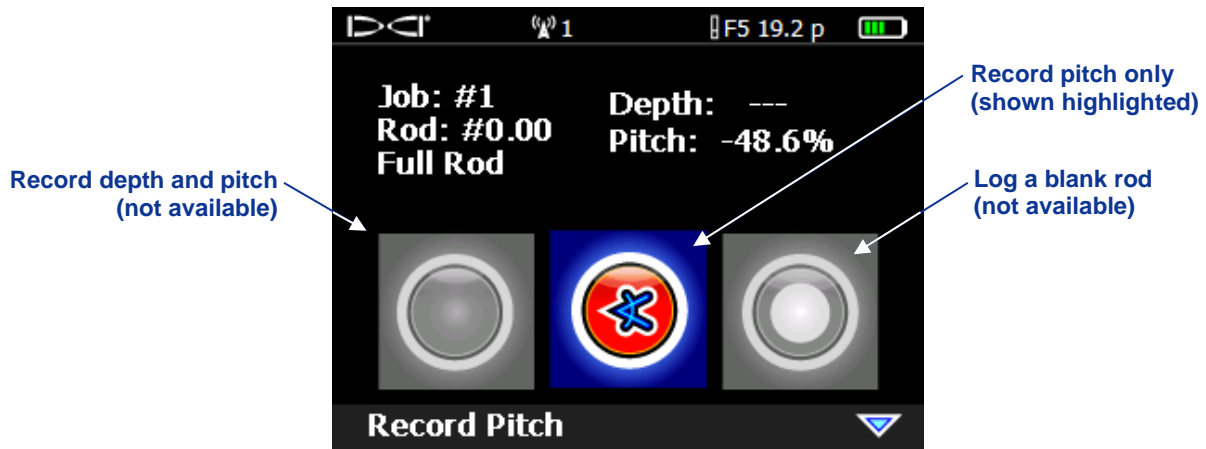 DCI
1
F5 19.2 p
Job: #1
Rod: #0.00
Full Rod
Depth: ---
Pitch: -48.6%
Record pitch only
(shown highlighted)
Record depth and pitch
(not available)
Log a blank rod
(not available)
Record Pitch